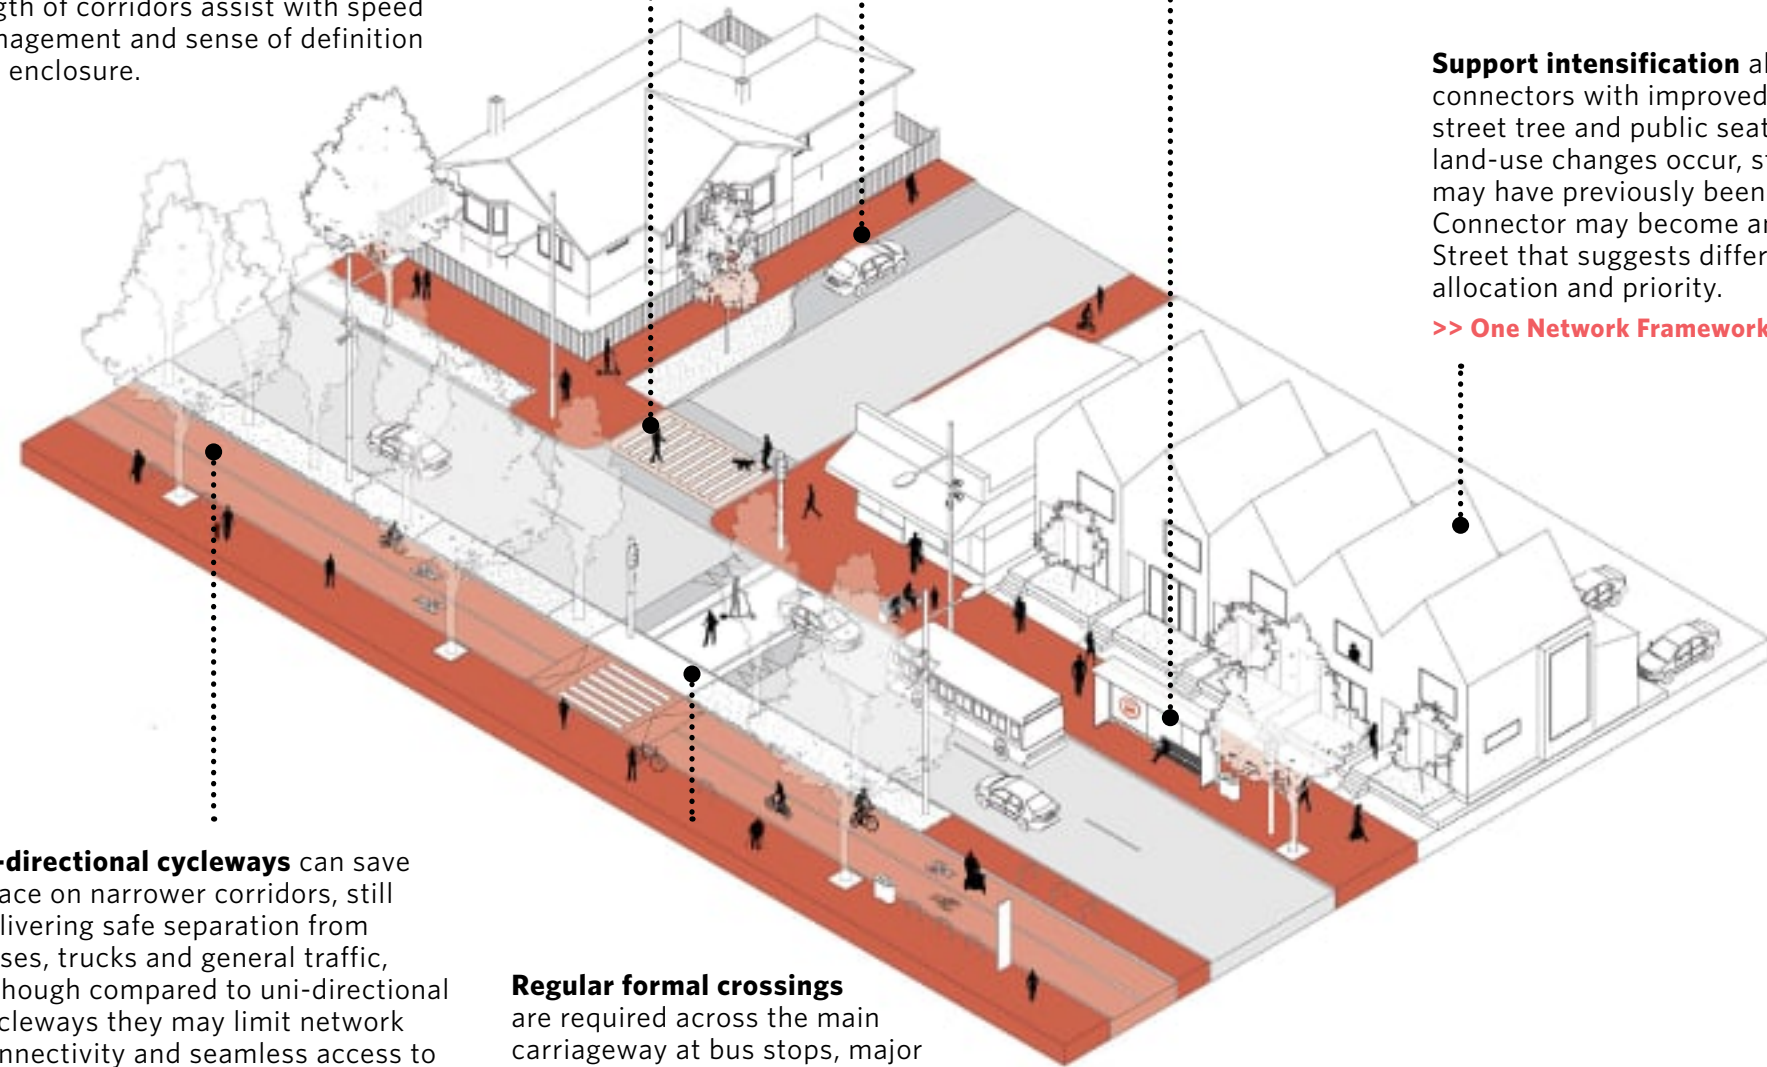 gth of corridors assist with speed
nagement and sense of definition
enclosure.
Support intensification
connectors with improved
street tree and public seat
land-use changes occur, st
may have previously been
Connector may become ar
Street that suggests differ
allocation and priority.
>> One Network Framework
-directional cycleways can save
ace on narrower corridors, still
livering safe separation from
ses, trucks and general traffic,
hough compared to uni-directional
cleways they may limit network
nnectivity and seamless access to
Regular formal crossings
are required across the main
carriageway at bus stops, major